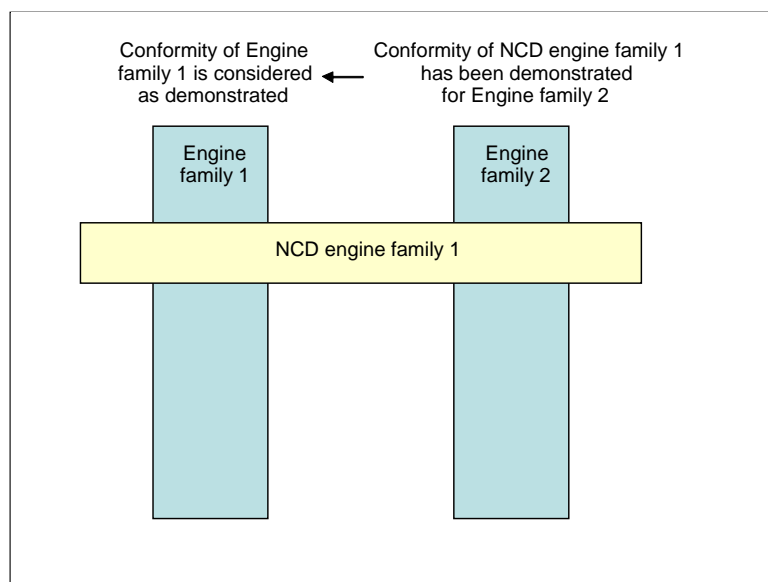 Conformity of Engine
family 1 is considered
as demonstrated
Conformity of NCD engine family 1
has been demonstrated
for Engine family 2
Engine
family 1
Engine
family 2
NCD engine family 1